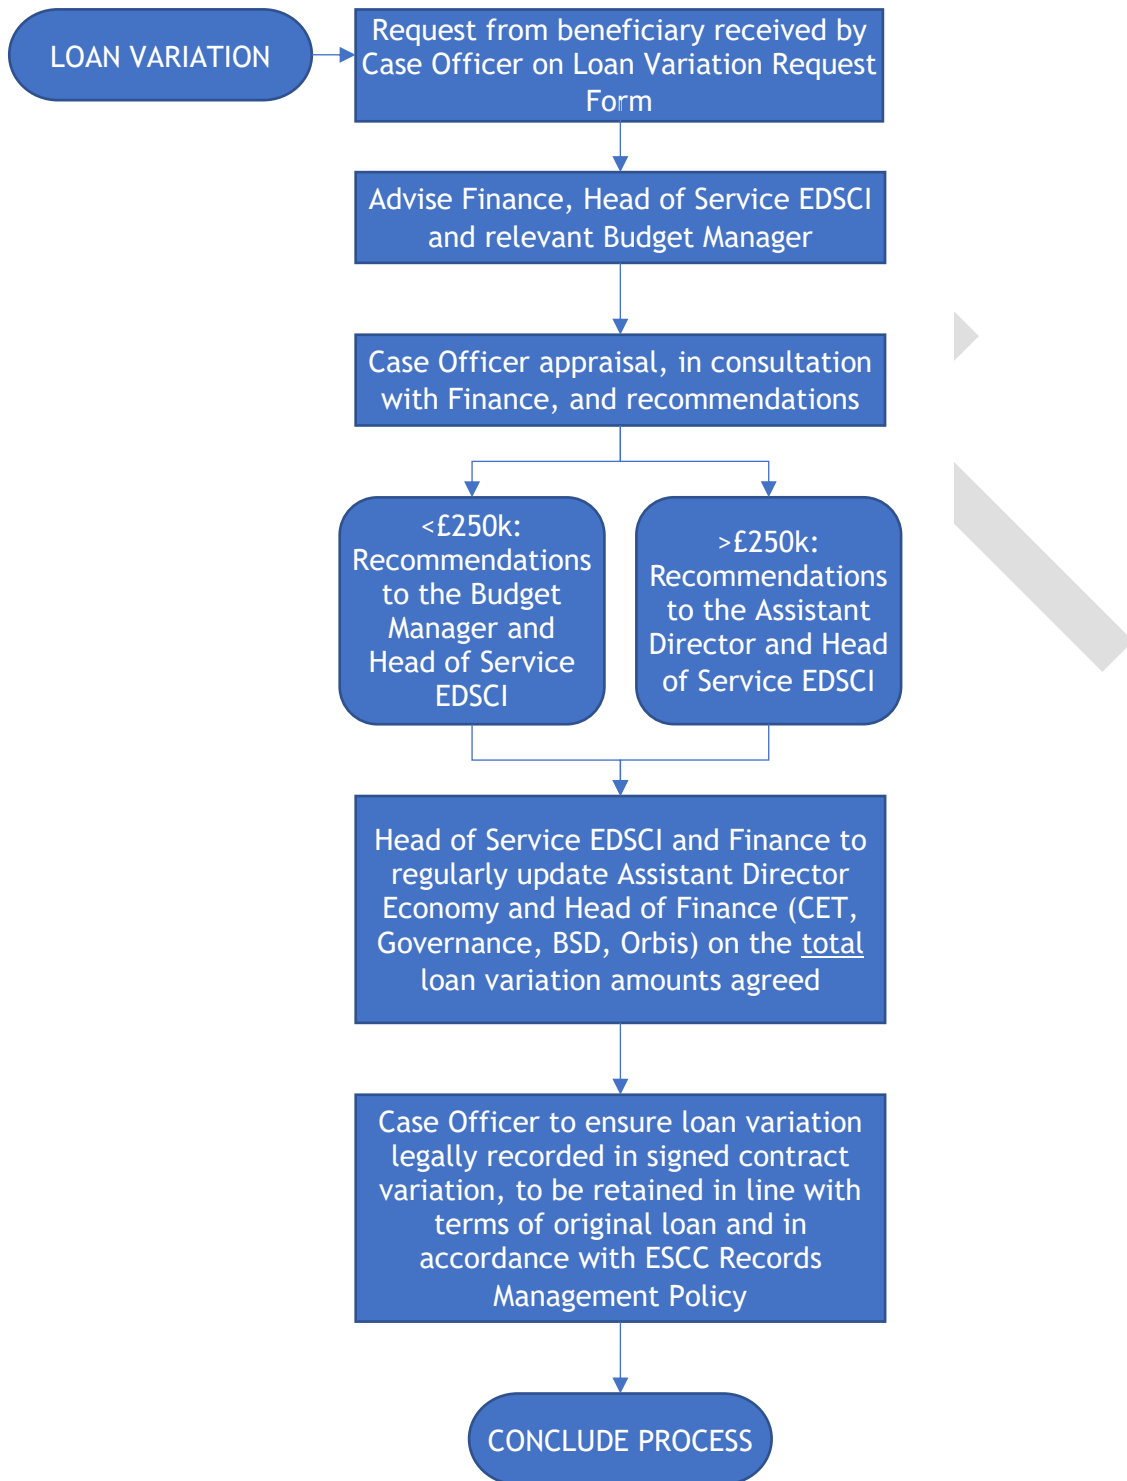 LOAN VARIATION
Request from beneficiary received by
Case Officer on Loan Variation Request
Form
Advise Finance, Head of Service EDSCI
and relevant Budget Manager
Case Officer appraisal, in consultation
with Finance, and recommendations
<£250k:
Recommendations
to the Budget
Manager and
Head of Service
EDSCI
>£250k:
Recommendations
to the Assistant
Director and Head
of Service EDSCI
Head of Service EDSCI and Finance to
regularly update Assistant Director
Economy and Head of Finance (CET,
Governance, BSD, Orbis) on the total
loan variation amounts agreed
Case Officer to ensure loan variation
legally recorded in signed contract
variation, to be retained in line with
terms of original loan and in
accordance with ESCC Records
Management Policy
CONCLUDE PROCESS